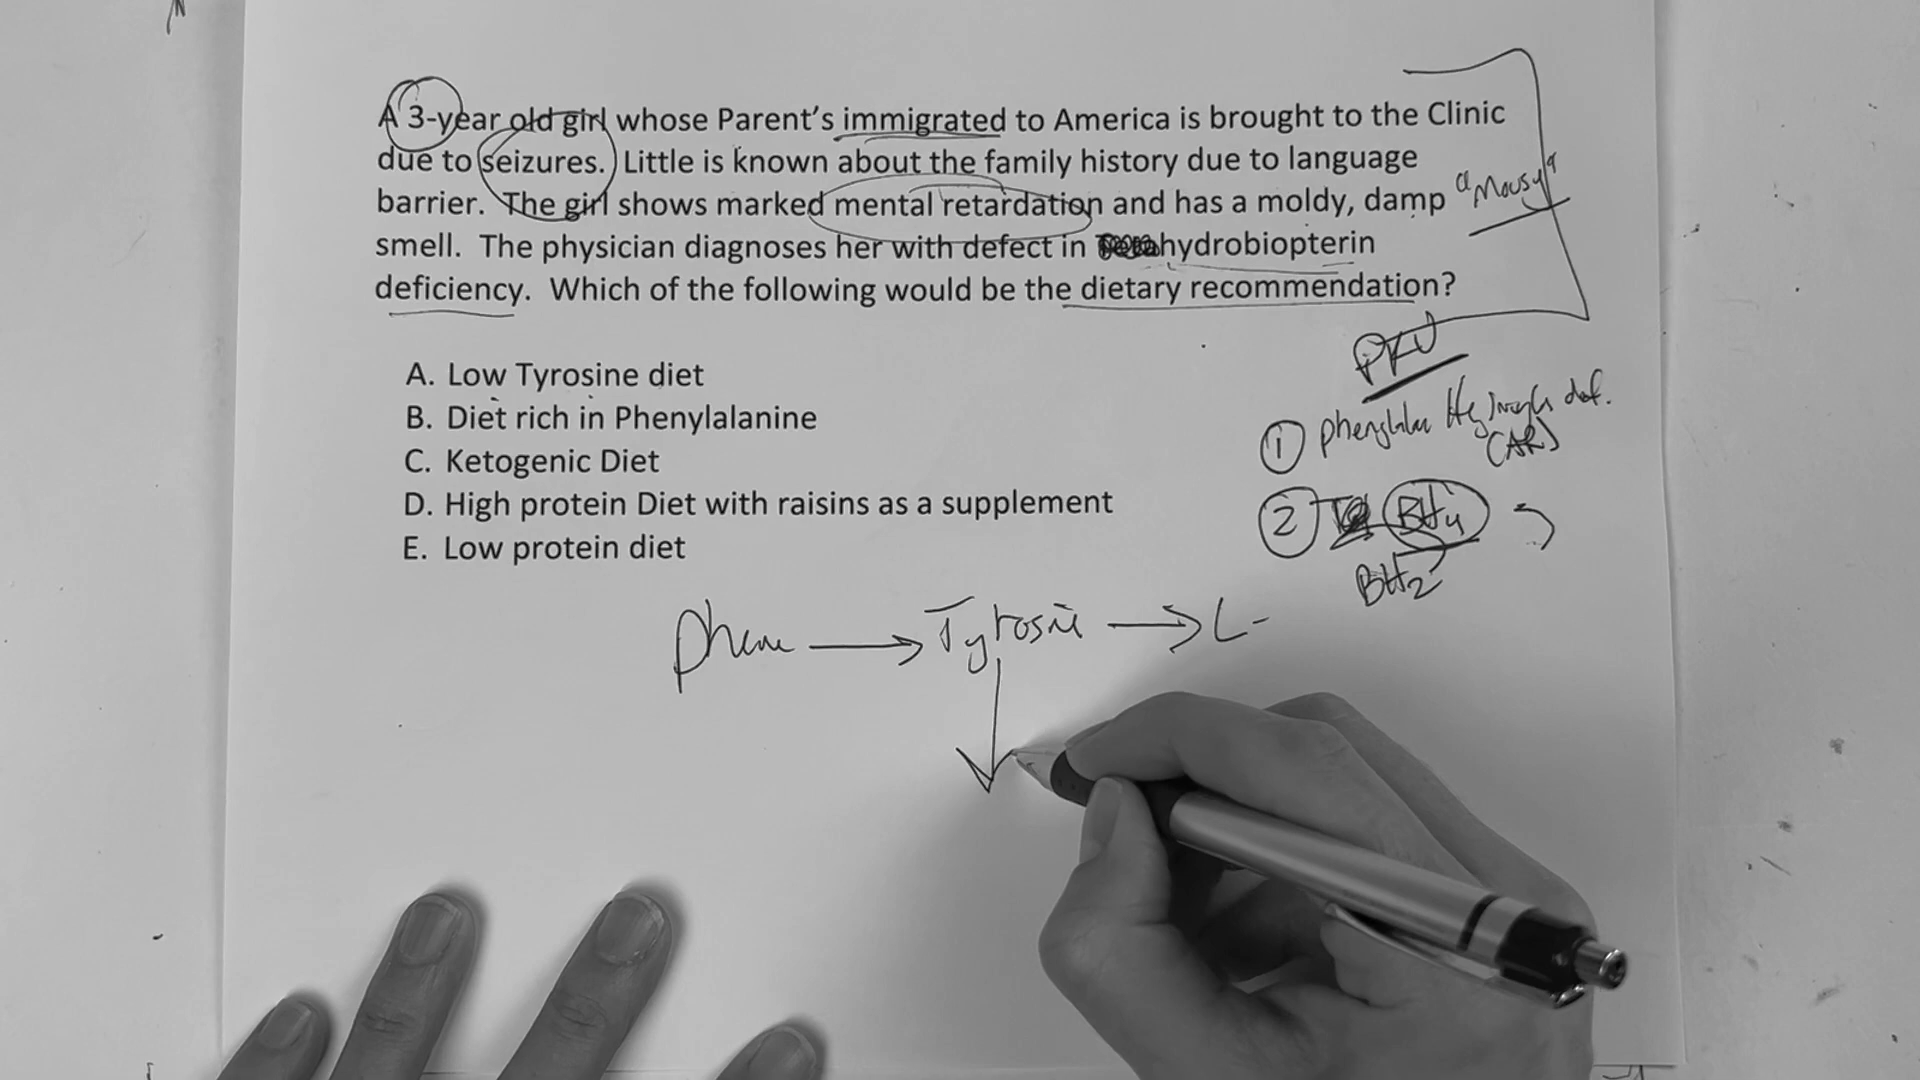 A 3-year old girl whose Parent's immigrated to America is brought to the Clinic
due to seizures. Little is known about the family history due to language
barrier. The girl shows marked mental retardation and has a moldy, damp "Mousy"
smell. The physician diagnoses her with defect in hydrobiopterin
deficiency. Which of the following would be the dietary recommendation?
A. Low Tyrosine diet
B. Diet rich in Phenylalanine
C. Ketogenic Diet
D. High protein Diet with raisins as a supplement
E. Low protein diet
PKU
① def.
(AR)
② BH4
BH2
Phene → Tyrosine → L-